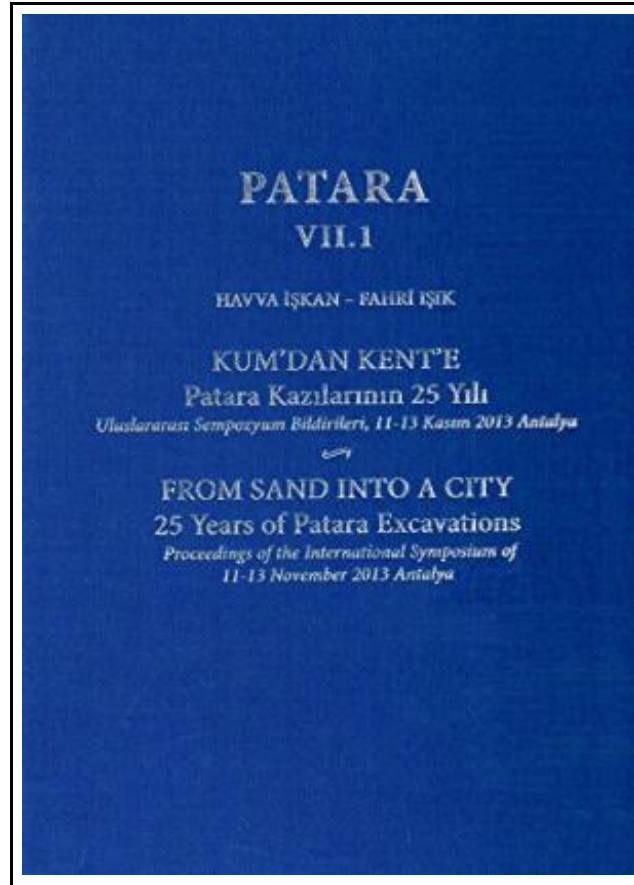 PATARA
VII.1
HAVVA İŞKAN – FAHRİ IŞIK
KUM'DAN KENT'E
Patara Kazılarının 25 Yılı
Uluslararası Sempozyum Bildirileri, 11-13 Kasım 2013 Antalya
FROM SAND INTO A CITY
25 Years of Patara Excavations
Proceedings of the International Symposium of
11-13 November 2013 Antalya